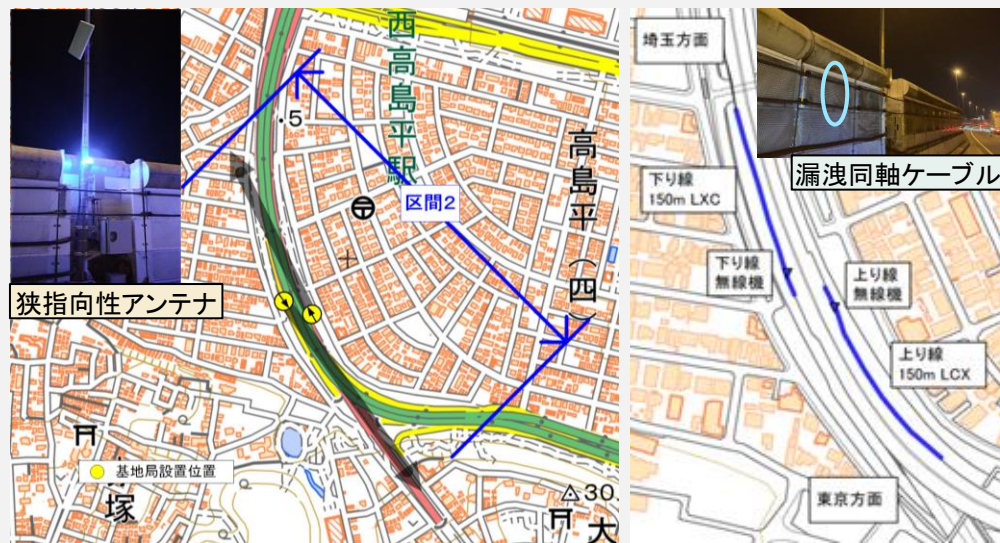 西高島平駅
.5
高島平(四)
区間2
狭指向性アンテナ
基地局設置位置
塚
30.
大
埼玉方面
漏洩同軸ケーブル
下り線
150m LXC
下り線
無線機
上り線
無線機
上り線
150m LCX
東京方面